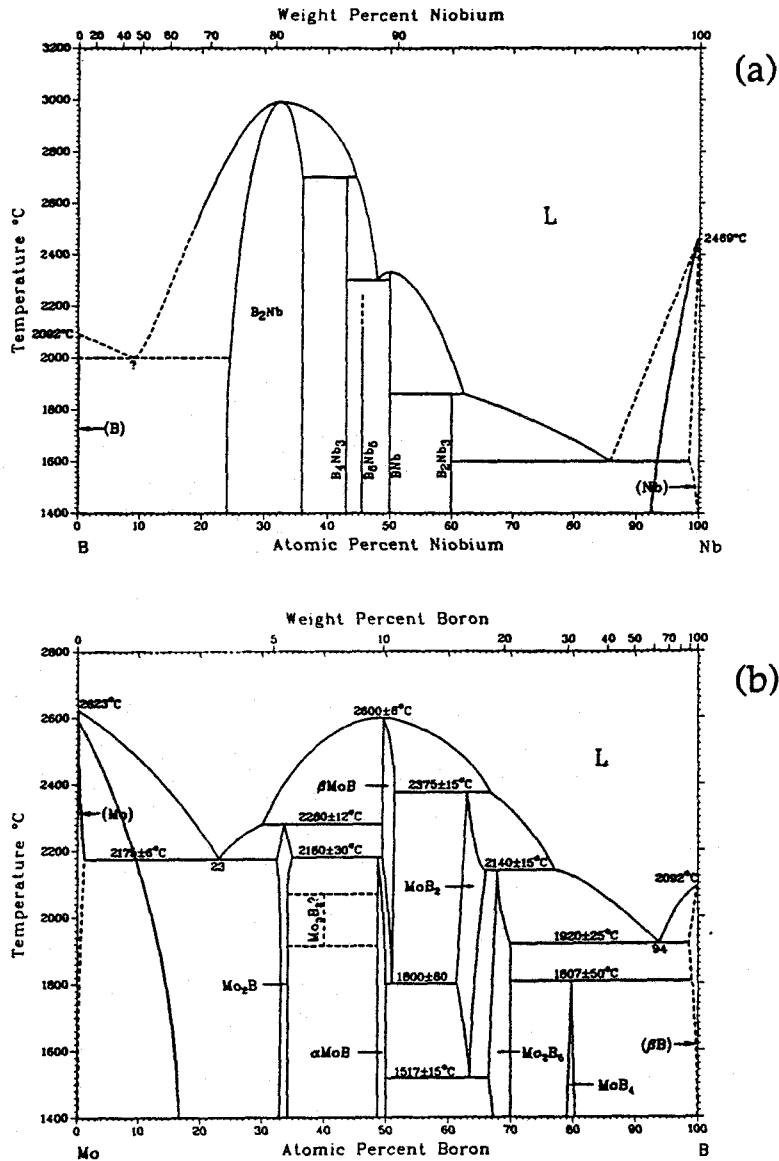 Weight Percent Niobium
0 20 40 50 60 70 80 90 100
(a)
3200
3000
2800
2600
2400
2200
2000
1800
1600
1400
Temperature °C
L
2469°C
2092°C
B₂Nb
?
(B)
B₄Nb₃
B₆Nb₅
BNb
B₂Nb₃
(Nb)
0 10 20 30 40 50 60 70 80 90 100
B Atomic Percent Niobium Nb
Weight Percent Boron
0 5 10 20 30 40 50 60 70 80 100
(b)
2800
2600
2400
2200
2000
1800
1600
1400
Temperature °C
2623°C
2600±6°C
L
βMoB
2375±15°C
(Mo)
2280±12°C
2175±6°C
2180±30°C
23
MoB₂
2140±15°C
2092°C
Mo₃B₂?
1920±25°C
94
Mo₂B
1800±60
1807±50°C
αMoB
1517±15°C
Mo₂B₅
(βB)
MoB₄
0 10 20 30 40 50 60 70 80 90 100
Mo Atomic Percent Boron B